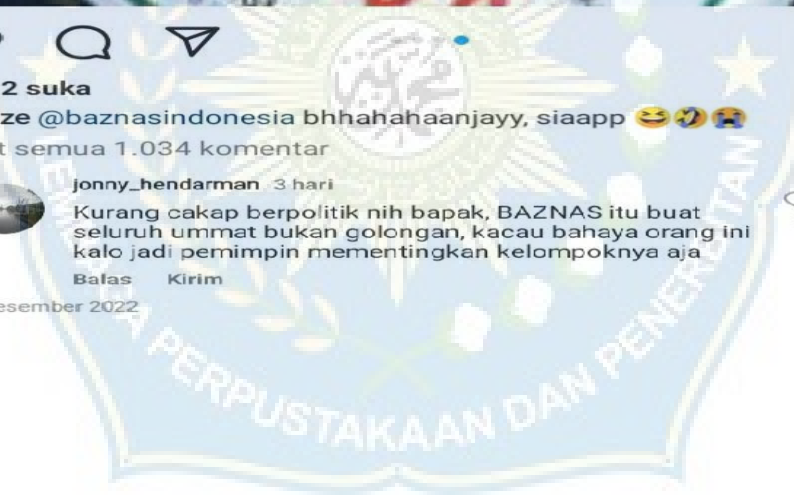 2 suka
ze @baznasindonesia bhhahahaanjayy, siaapp 😆🤣😭
t semua 1.034 komentar
jonny_hendarman 3 hari
Kurang cakap berpolitik nih bapak, BAZNAS itu buat
seluruh ummat bukan golongan, kacau bahaya orang ini
kalo jadi pemimpin mementingkan kelompoknya aja
Balas Kirim
esember 2022
PERPUSTAKAAN DAN PENERBITAN